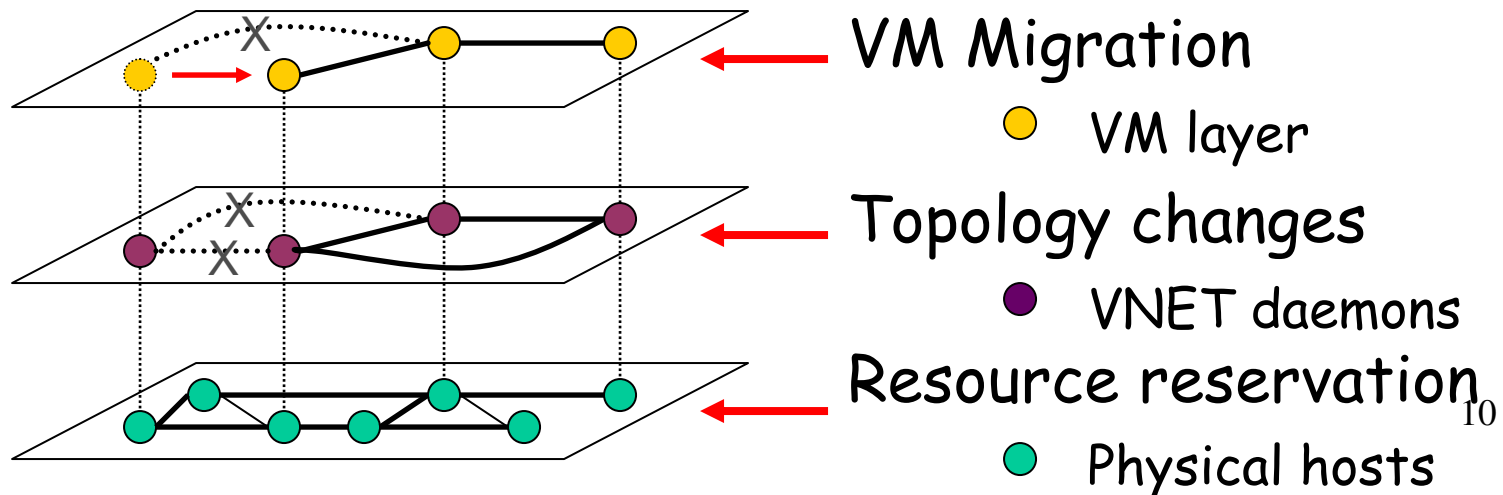 X
VM Migration
VM layer
X
X
Topology changes
VNET daemons
Resource reservation
10
Physical hosts